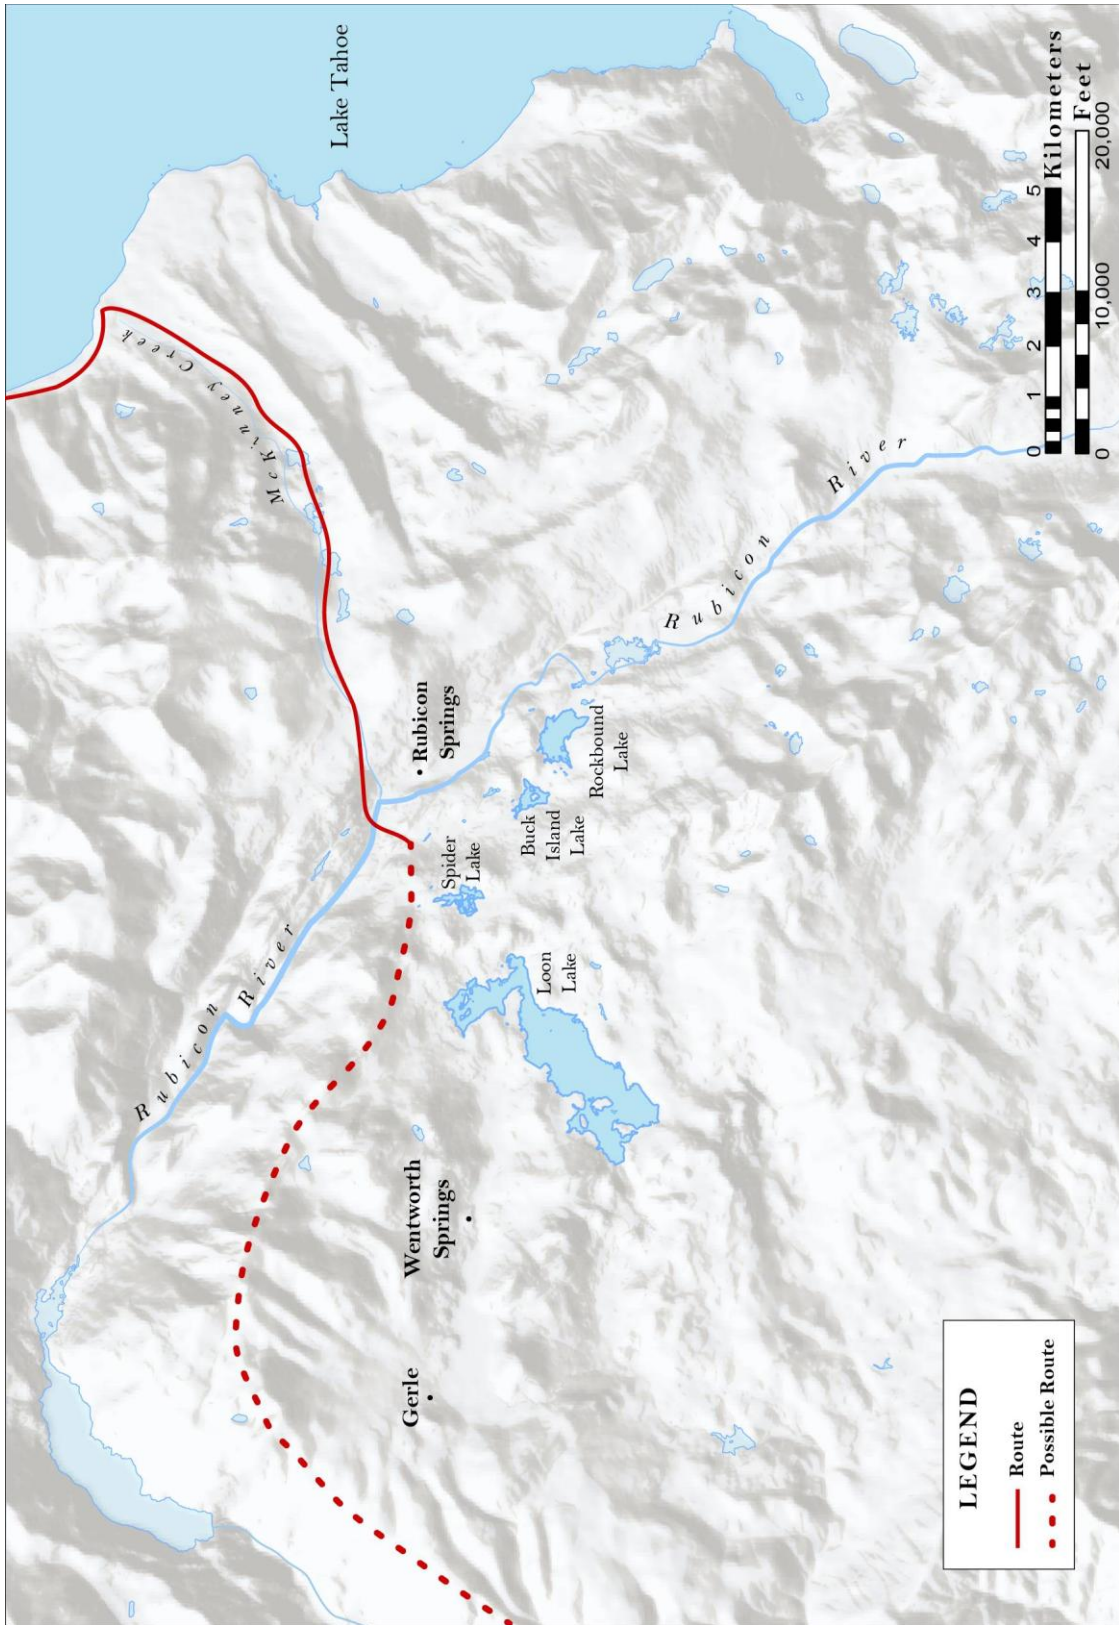 Lake Tahoe
McKinney Creek
Rubicon
River
Rubicon
Springs
Rubicon
River
Spider
Lake
Buck
Island
Lake
Rockbound
Lake
Loon
Lake
Wentworth
Springs
Gerle
LEGEND
Route
Possible Route
0 1 2 3 4 5 Kilometers
0 10,000 20,000 Feet